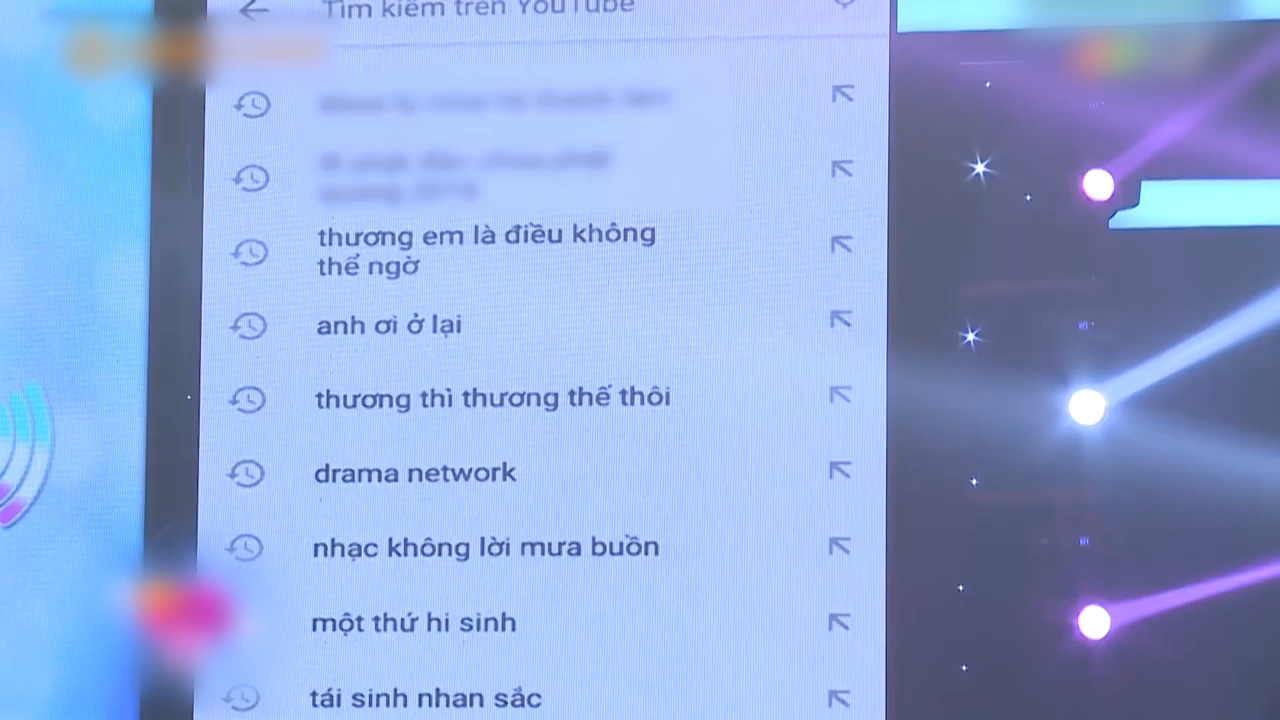 Tìm kiếm trên YouTube
thương em là điều không
thể ngờ
anh ơi ở lại
thương thì thương thế thôi
drama network
nhạc không lời mưa buồn
một thứ hi sinh
tái sinh nhan sắc